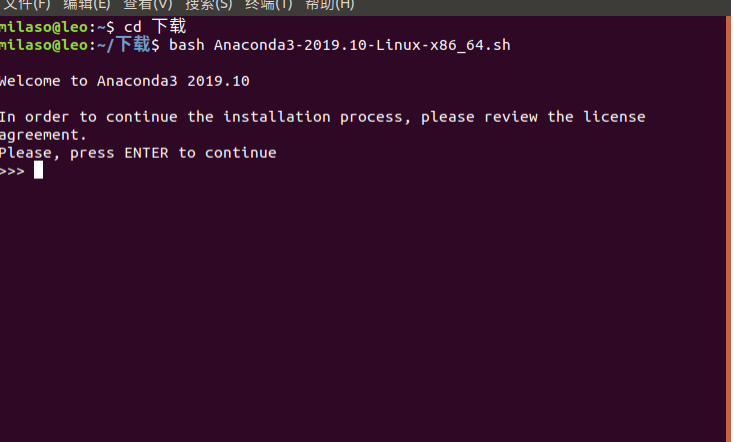 文件(F) 编辑(E) 查看(V) 搜索(S) 终端(T) 帮助(H)
milaso@leo:~$ cd 下载
milaso@leo:~/下载$ bash Anaconda3-2019.10-Linux-x86_64.sh
Welcome to Anaconda3 2019.10
In order to continue the installation process, please review the license
agreement.
Please, press ENTER to continue
>>>